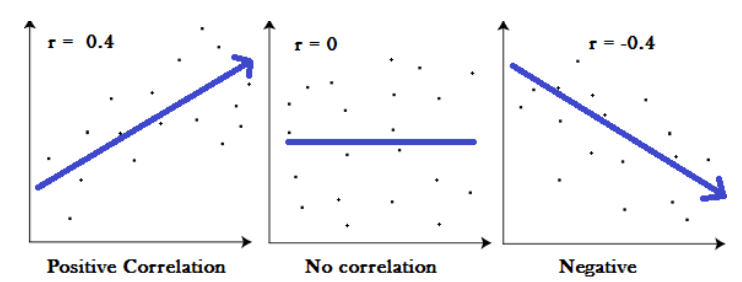 r = 0.4
r = 0
r = -0.4
Positive Correlation
No correlation
Negative